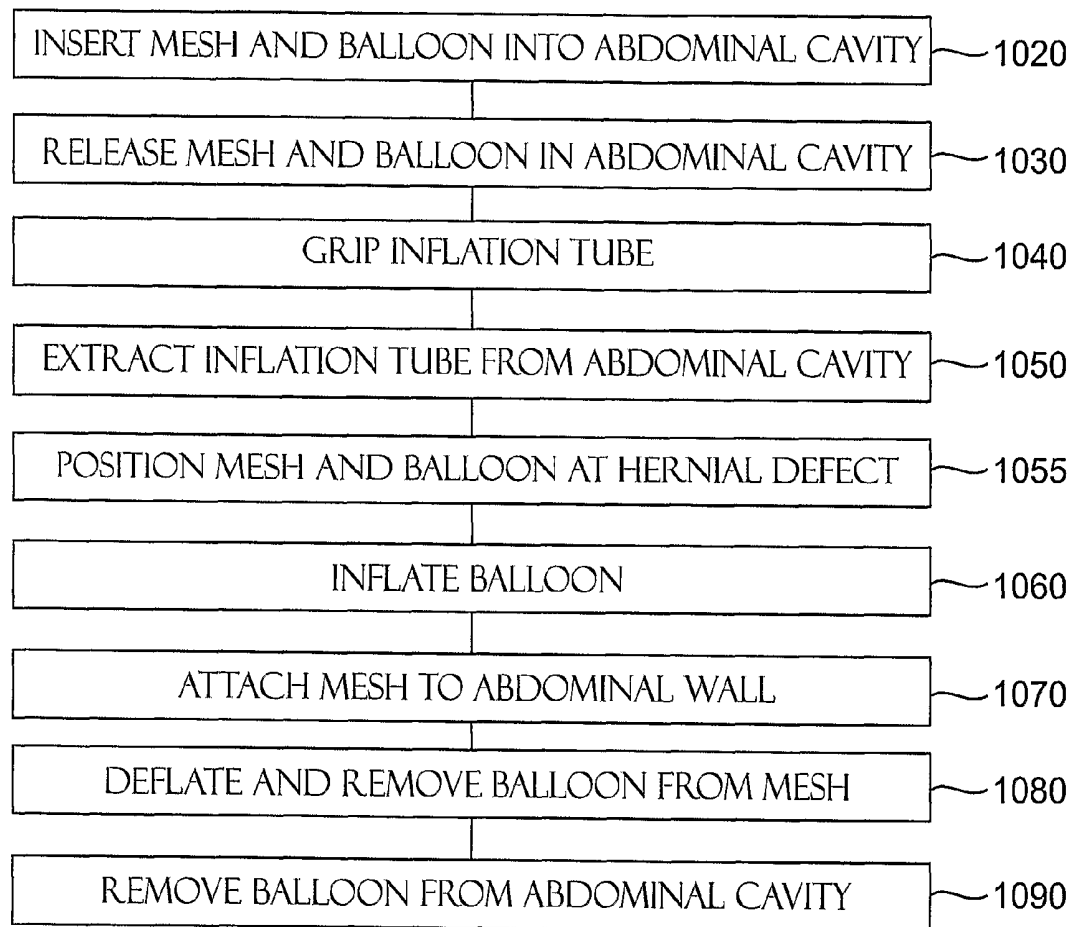 INSERT MESH AND BALLOON INTO ABDOMINAL CAVITY 1020
RELEASE MESH AND BALLOON IN ABDOMINAL CAVITY 1030
GRIP INFLATION TUBE 1040
EXTRACT INFLATION TUBE FROM ABDOMINAL CAVITY 1050
POSITION MESH AND BALLOON AT HERNIAL DEFECT 1055
INFLATE BALLOON 1060
ATTACH MESH TO ABDOMINAL WALL 1070
DEFLATE AND REMOVE BALLOON FROM MESH 1080
REMOVE BALLOON FROM ABDOMINAL CAVITY 1090